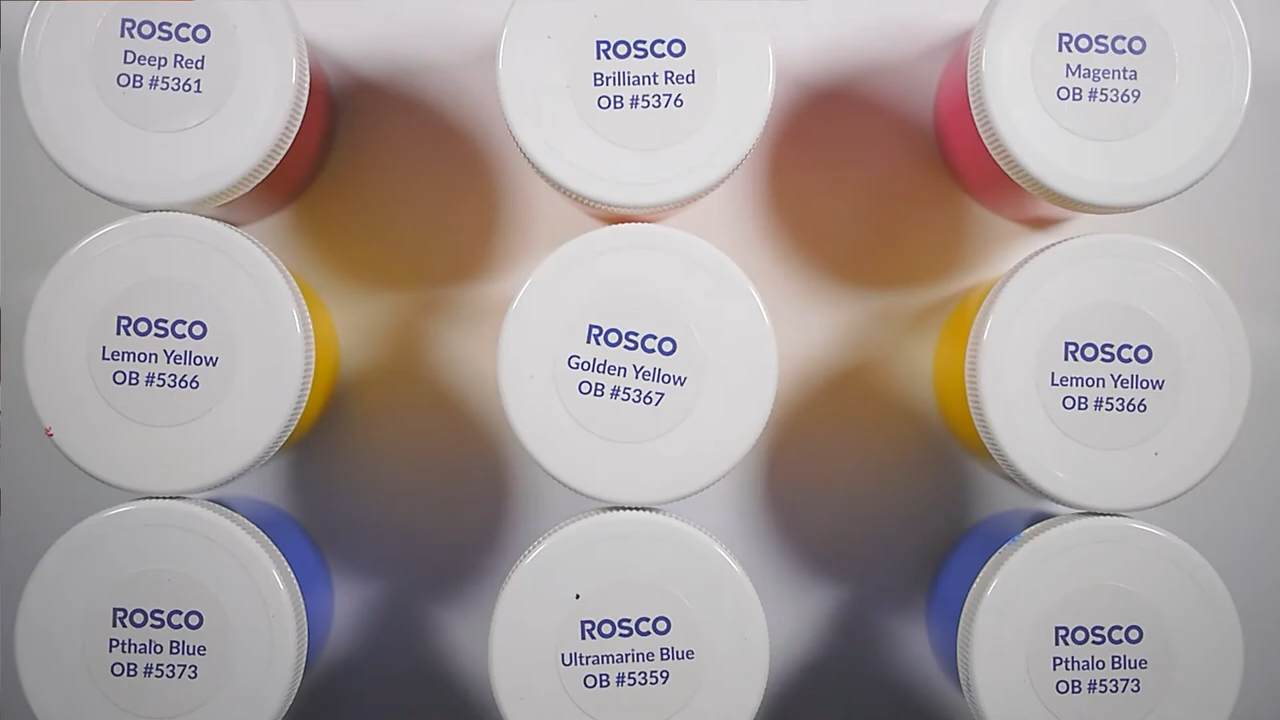 ROSCO
Deep Red
OB #5361
ROSCO
Brilliant Red
OB #5376
ROSCO
Magenta
OB #5369
ROSCO
Lemon Yellow
OB #5366
ROSCO
Golden Yellow
OB #5367
ROSCO
Lemon Yellow
OB #5366
ROSCO
Pthalo Blue
OB #5373
ROSCO
Ultramarine Blue
OB #5359
ROSCO
Pthalo Blue
OB #5373